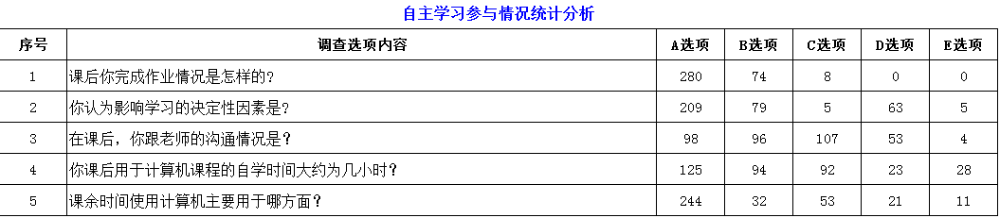 自主学习参与情况统计分析
序号 调查选项内容 A选项 B选项 C选项 D选项 E选项
1 课后你完成作业情况是怎样的? 280 74 8 0 0
2 你认为影响学习的决定性因素是? 209 79 5 63 5
3 在课后，你跟老师的沟通情况是？ 98 96 107 53 4
4 你课后用于计算机课程的自学时间大约为几小时？ 125 94 92 23 28
5 课余时间使用计算机主要用于哪方面？ 244 32 53 21 11